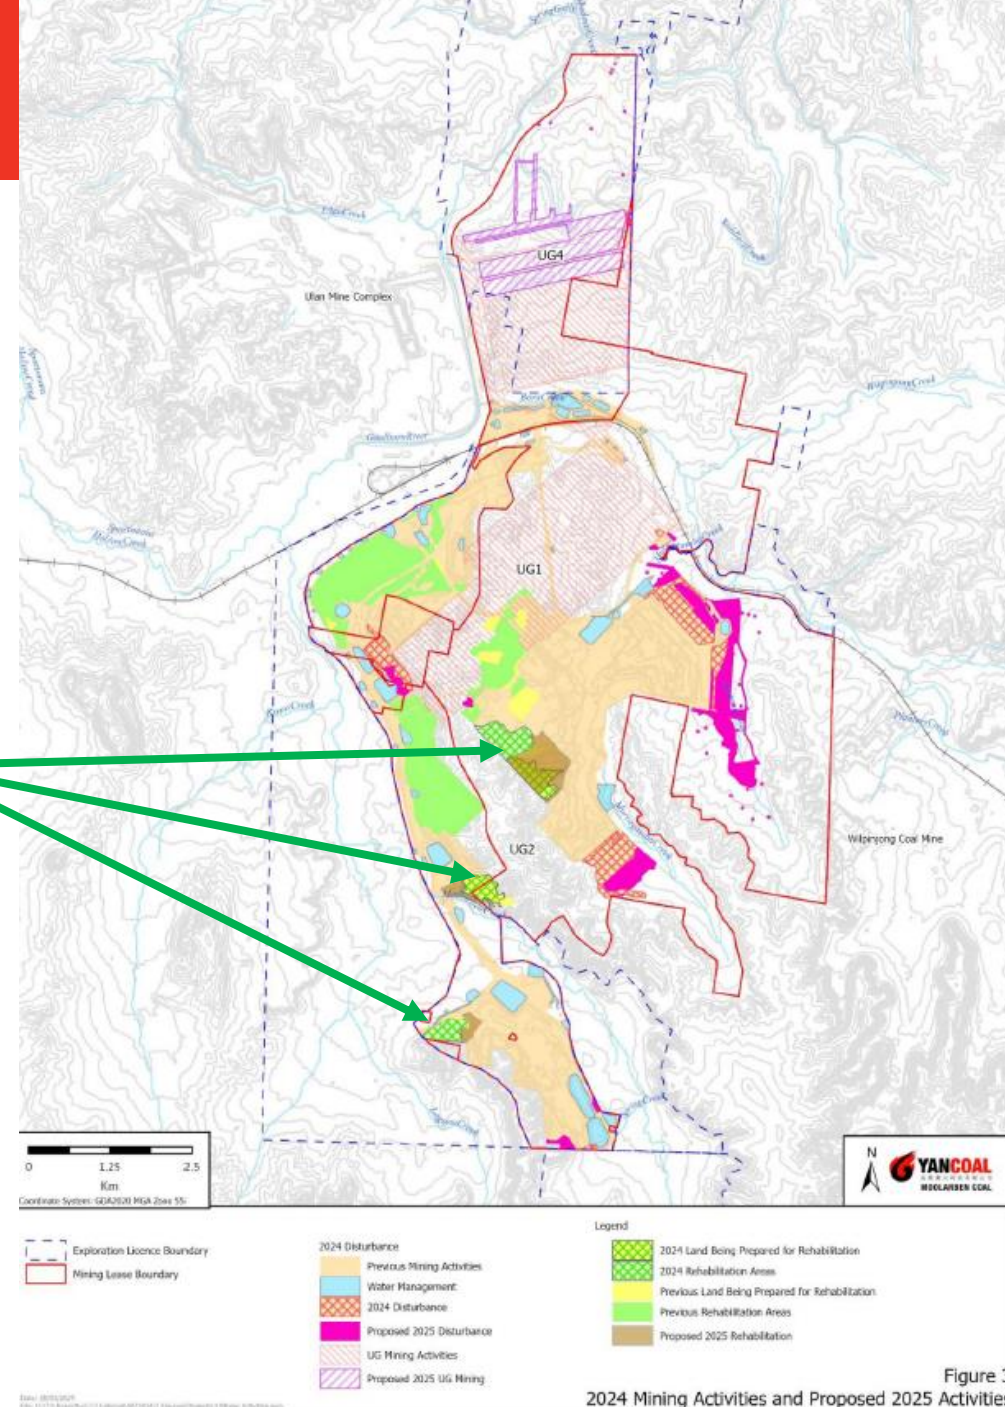 UG4
Ulan Mine Complex
UG1
UG2
Wilpinjong Coal Mine
0 1.25 2.5
Km
Coordinate System: GDA2020 MGA Zone 55
N
YANCOAL
MOOLARBEN COAL
Legend
Exploration Licence Boundary
Mining Lease Boundary
2024 Disturbance
Previous Mining Activities
Water Management
2024 Disturbance
Proposed 2025 Disturbance
UG Mining Activities
Proposed 2025 UG Mining
2024 Land Being Prepared for Rehabilitation
2024 Rehabilitation Areas
Previous Land Being Prepared for Rehabilitation
Previous Rehabilitation Areas
Proposed 2025 Rehabilitation
Figure 3
2024 Mining Activities and Proposed 2025 Activities